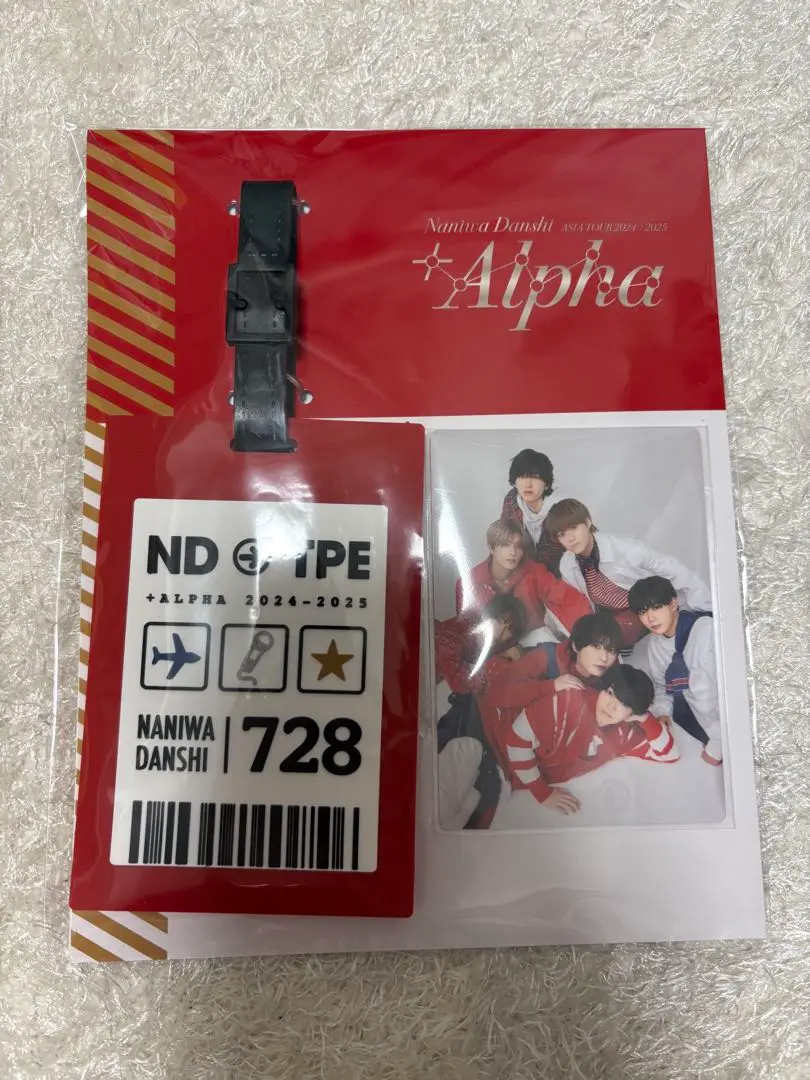 Naniwa Danshi ASIA TOUR 2024-2025
+Alpha
ND TPE
+ALPHA 2024-2025
NANIWA
DANSHI
728